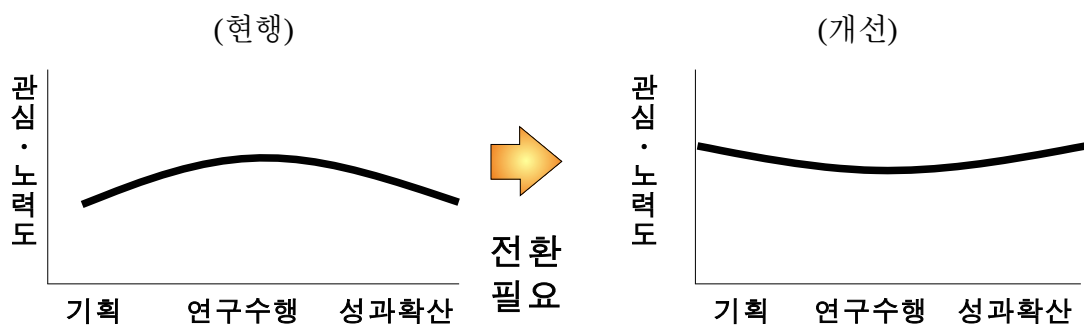 (현행)
(개선)
관심·노력도
관심·노력도
전환
필요
기획 연구수행 성과확산
기획 연구수행 성과확산